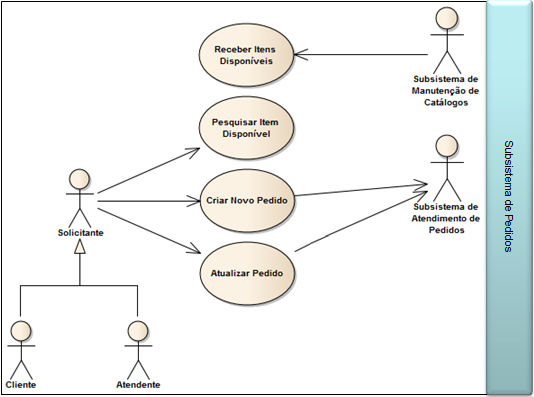 Receber Itens
Disponíveis
Subsistema de
Manutenção de
Catálogos
Pesquisar Item
Disponível
Solicitante
Criar Novo Pedido
Subsistema de
Atendimento de
Pedidos
Atualizar Pedido
Cliente
Atendente
Subsistema de Pedidos